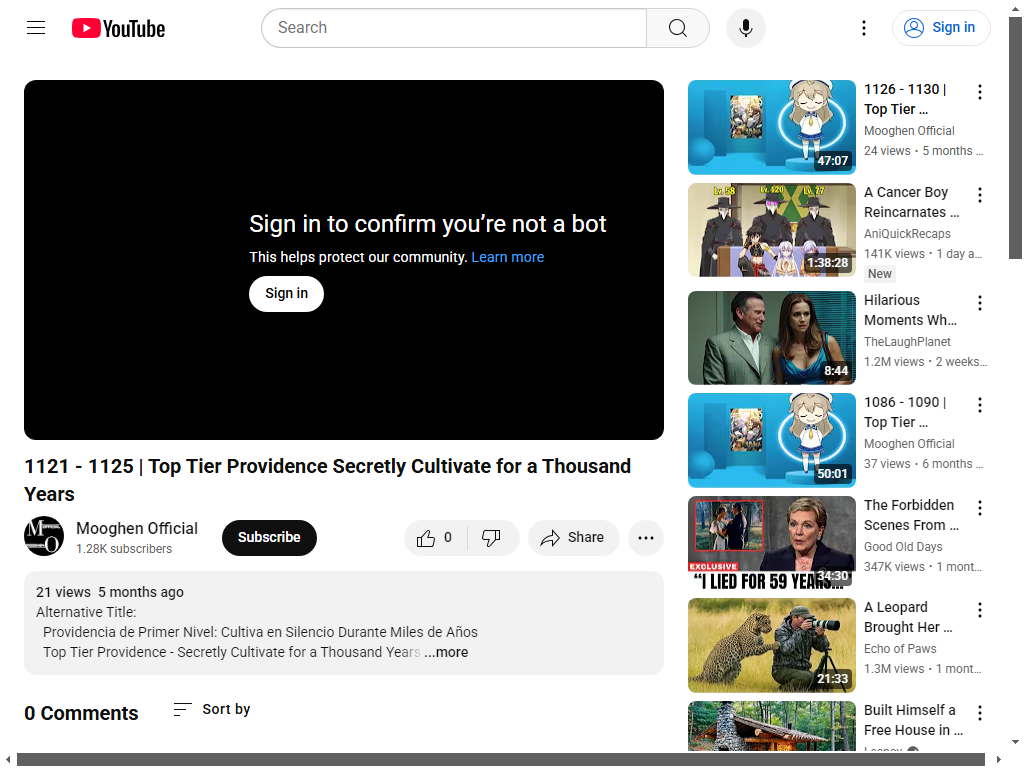 YouTube
Search
Sign in
Sign in to confirm you’re not a bot
This helps protect our community. Learn more
Sign in
1121 - 1125 | Top Tier Providence Secretly Cultivate for a Thousand
Years
Mooghen Official
1.28K subscribers
Subscribe
0
Share
21 views 5 months ago
Alternative Title:
Providencia de Primer Nivel: Cultiva en Silencio Durante Miles de Años
Top Tier Providence - Secretly Cultivate for a Thousand Years ...more
0 Comments
Sort by
47:07
1126 - 1130 |
Top Tier ...
Mooghen Official
24 views • 5 months ...
Lv. 58
Lv. 420
Lv. 77
1:38:28
A Cancer Boy
Reincarnates ...
AniQuickRecaps
141K views • 1 day a...
New
8:44
Hilarious
Moments Wh...
TheLaughPlanet
1.2M views • 2 weeks...
50:01
1086 - 1090 |
Top Tier ...
Mooghen Official
37 views • 6 months ...
EXCLUSIVE
“I LIED FOR 59 YEARS...
34:30
The Forbidden
Scenes From ...
Good Old Days
347K views • 1 mont...
21:33
A Leopard
Brought Her ...
Echo of Paws
1.3M views • 1 mont...
Built Himself a
Free House in ...